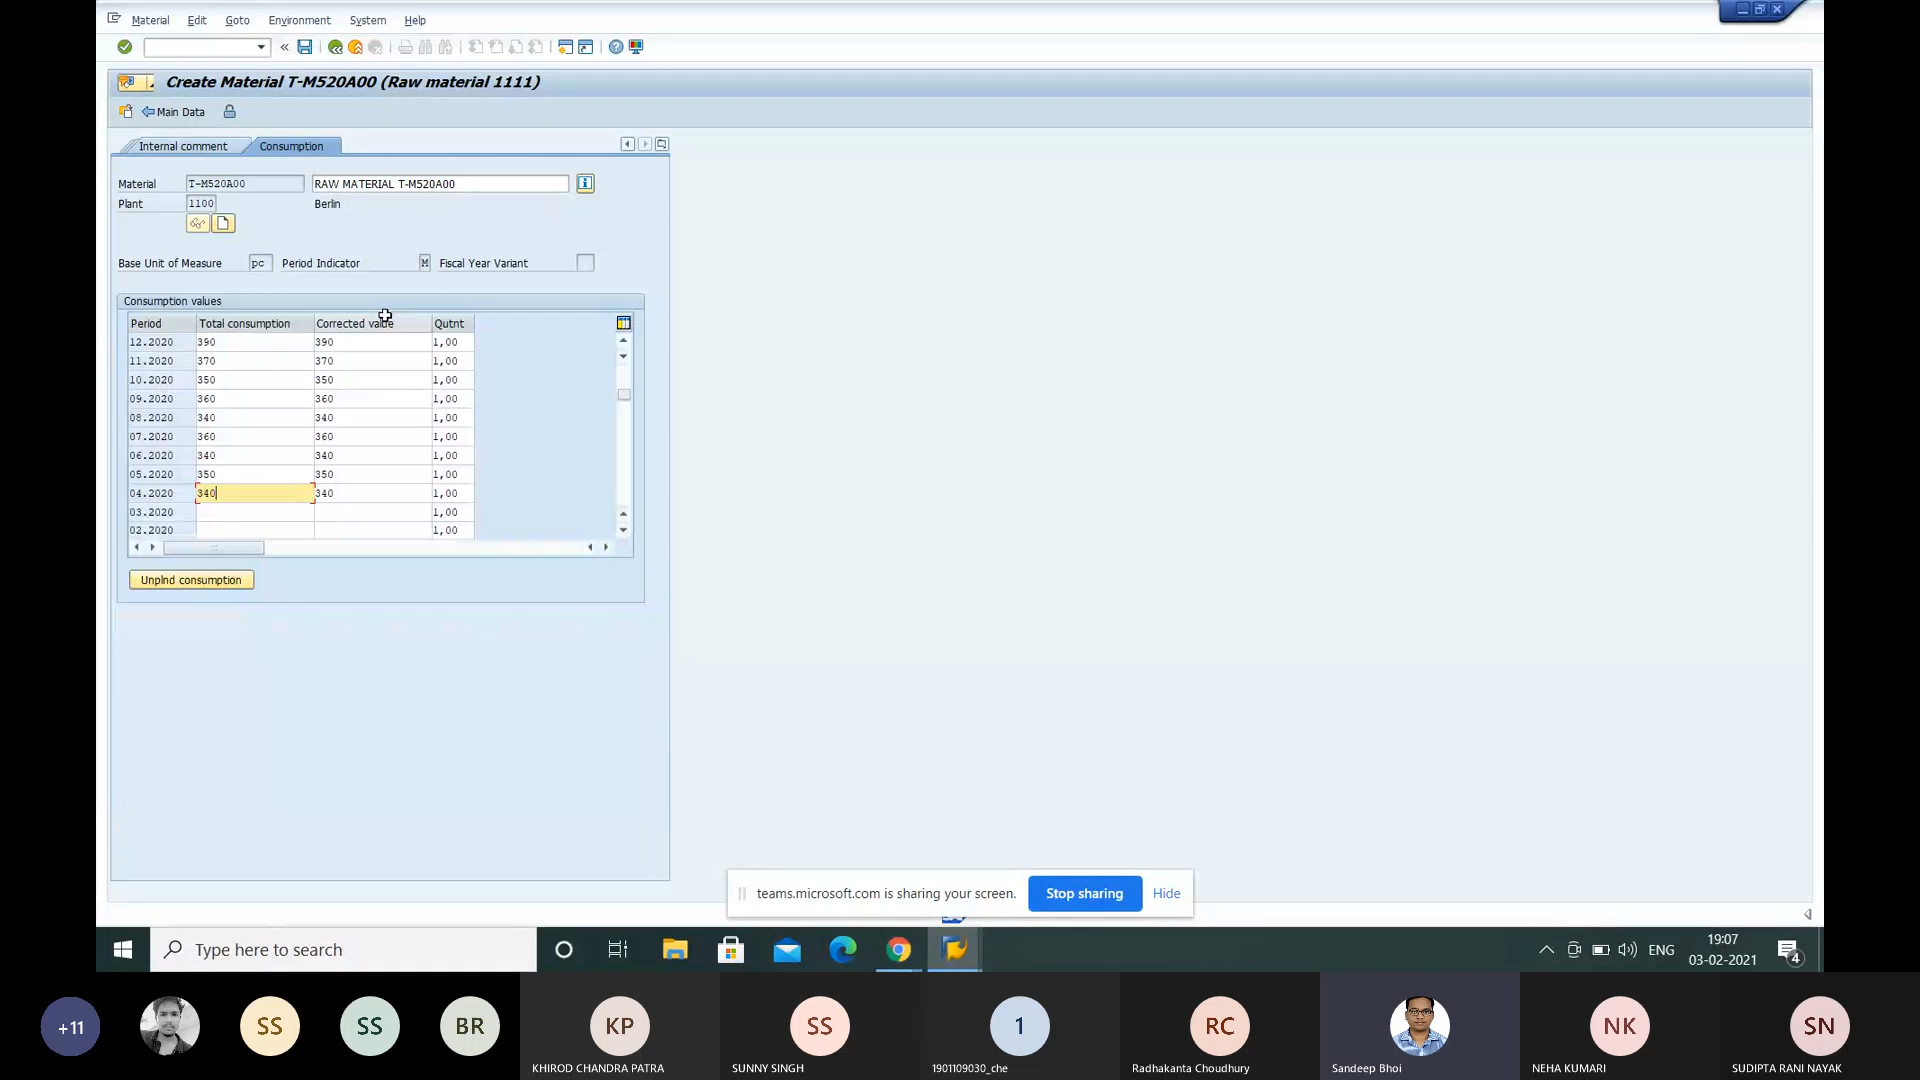 Material Edit Goto Environment System Help
Create Material T-M520A00 (Raw material 1111)
Main Data
Internal comment Consumption
Material T-M520A00 RAW MATERIAL T-M520A00
Plant 1100 Berlin
Base Unit of Measure pc Period Indicator M Fiscal Year Variant
Consumption values
Period Total consumption Corrected value Qutnt
12.2020 390 390 1,00
11.2020 370 370 1,00
10.2020 350 350 1,00
09.2020 360 360 1,00
08.2020 340 340 1,00
07.2020 360 360 1,00
06.2020 340 340 1,00
05.2020 350 350 1,00
04.2020 340 340 1,00
03.2020 1,00
02.2020 1,00
Unplnd consumption
teams.microsoft.com is sharing your screen. Stop sharing Hide
Type here to search
ENG
19:07
03-02-2021
4
+11 SS SS BR KP SS 1 RC NK SN
KHIROD CHANDRA PATRA SUNNY SINGH 1901109030_che Radhakanta Choudhury Sandeep Bhoi NEHA KUMARI SUDIPTA RANI NAYAK